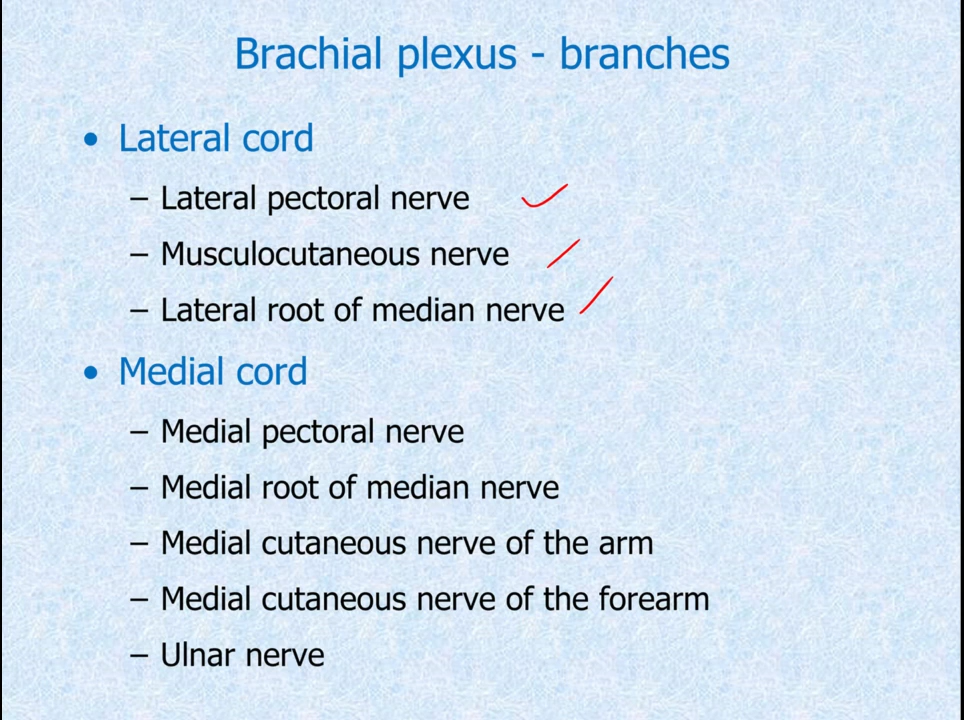 Brachial plexus - branches
• Lateral cord
– Lateral pectoral nerve
– Musculocutaneous nerve
– Lateral root of median nerve
• Medial cord
– Medial pectoral nerve
– Medial root of median nerve
– Medial cutaneous nerve of the arm
– Medial cutaneous nerve of the forearm
– Ulnar nerve